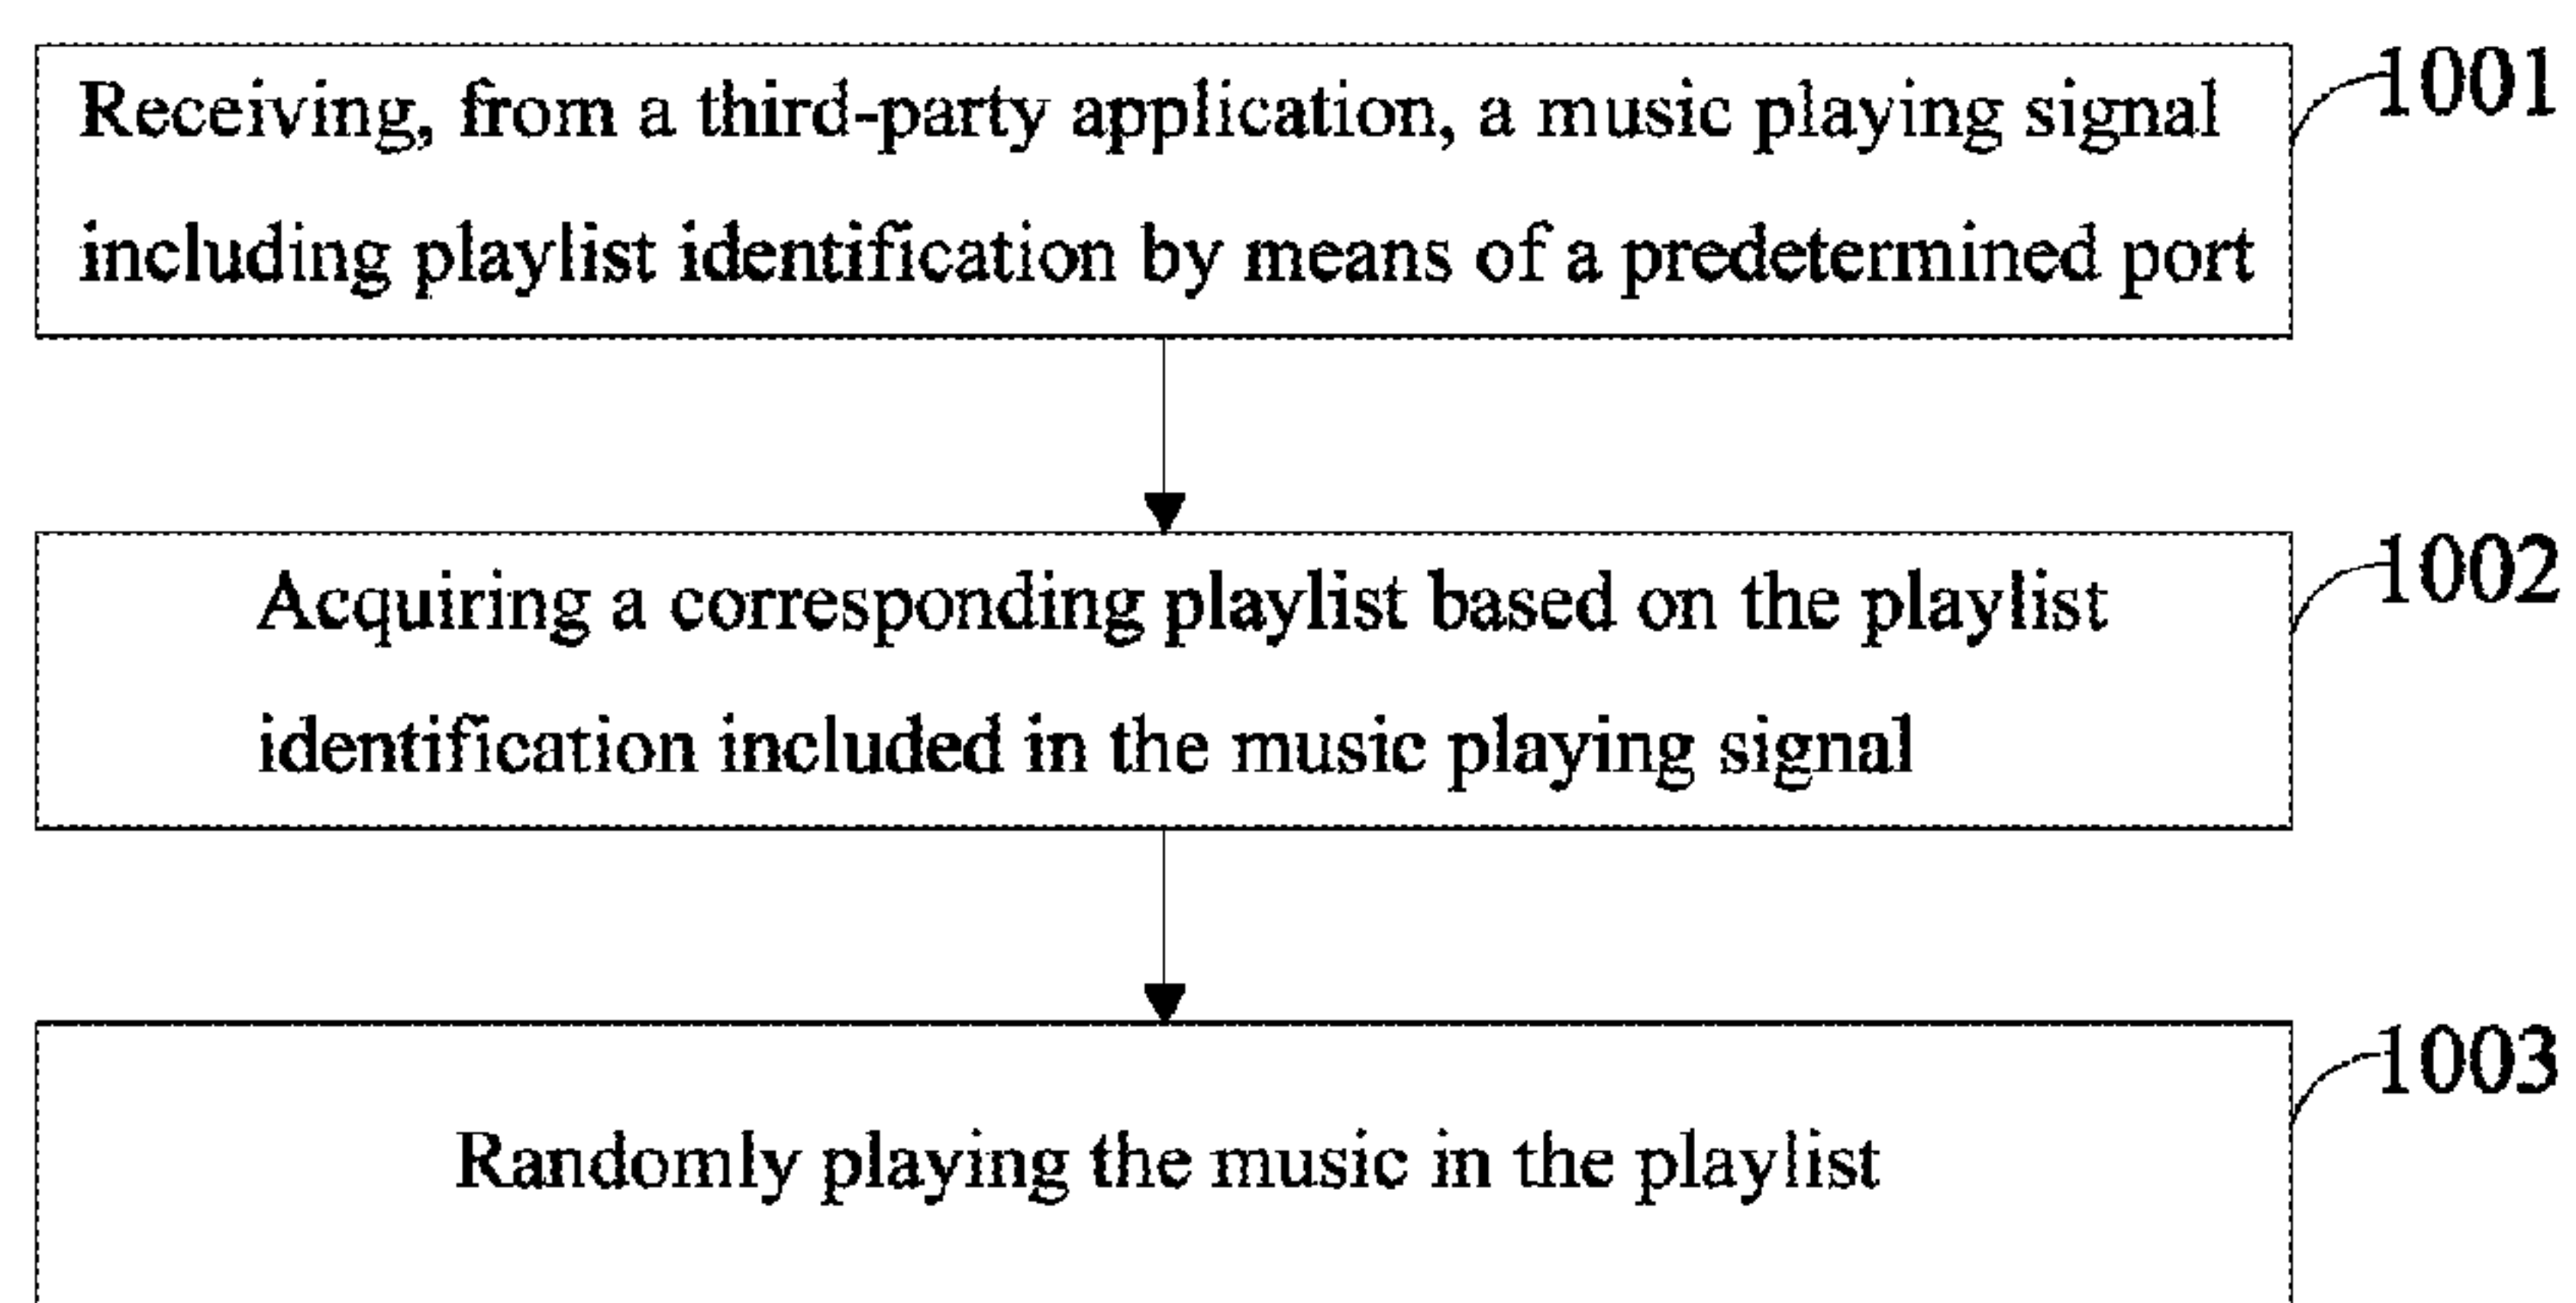 Receiving, from a third-party application, a music playing signal
including playlist identification by means of a predetermined port
1001
Acquiring a corresponding playlist based on the playlist
identification included in the music playing signal
1002
Randomly playing the music in the playlist
1003